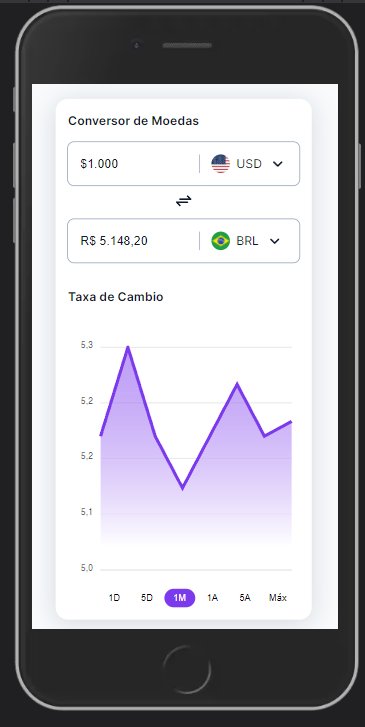 Conversor de Moedas
$1.000 USD
R$ 5.148,20 BRL
Taxa de Cambio
5,3
5,2
5,2
5,1
5,0
1D 5D 1M 1A 5A Máx